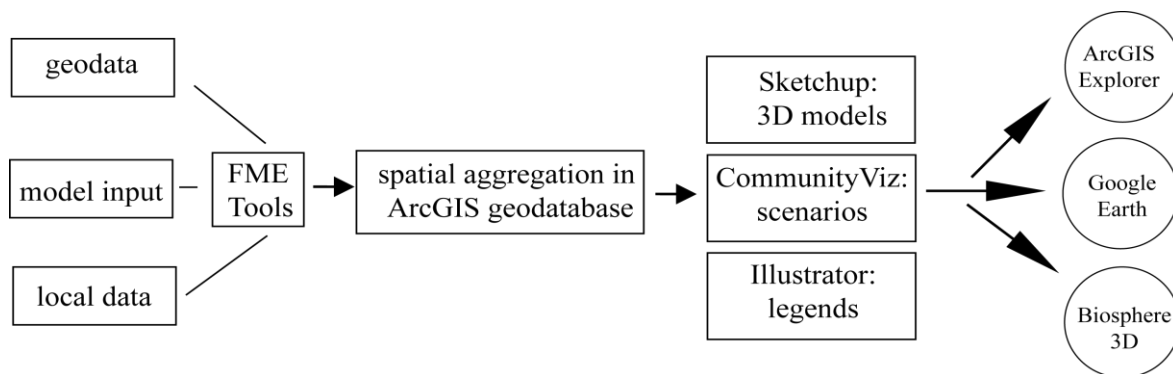 geodata
model input
local data
FME
Tools
spatial aggregation in
ArcGIS geodatabase
Sketchup:
3D models
CommunityViz:
scenarios
Illustrator:
legends
ArcGIS
Explorer
Google
Earth
Biosphere
3D